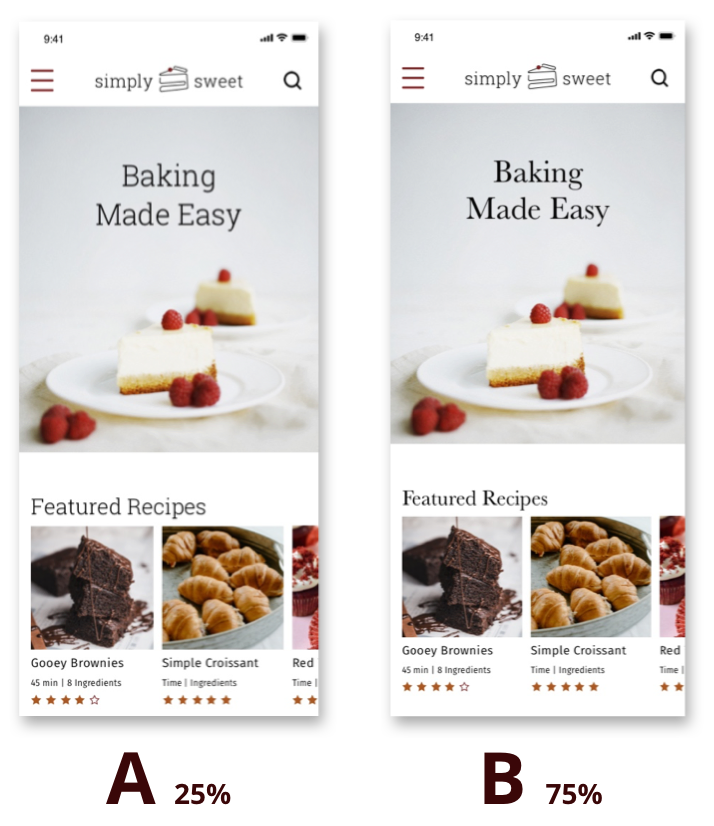 9:41
simply sweet
Baking
Made Easy
Featured Recipes
Gooey Brownies
45 min | 8 Ingredients
Simple Croissant
Time | Ingredients
Red
Time |
A 25%
9:41
simply sweet
Baking
Made Easy
Featured Recipes
Gooey Brownies
45 min | 8 Ingredients
Simple Croissant
Time | Ingredients
Red
Time |
B 75%